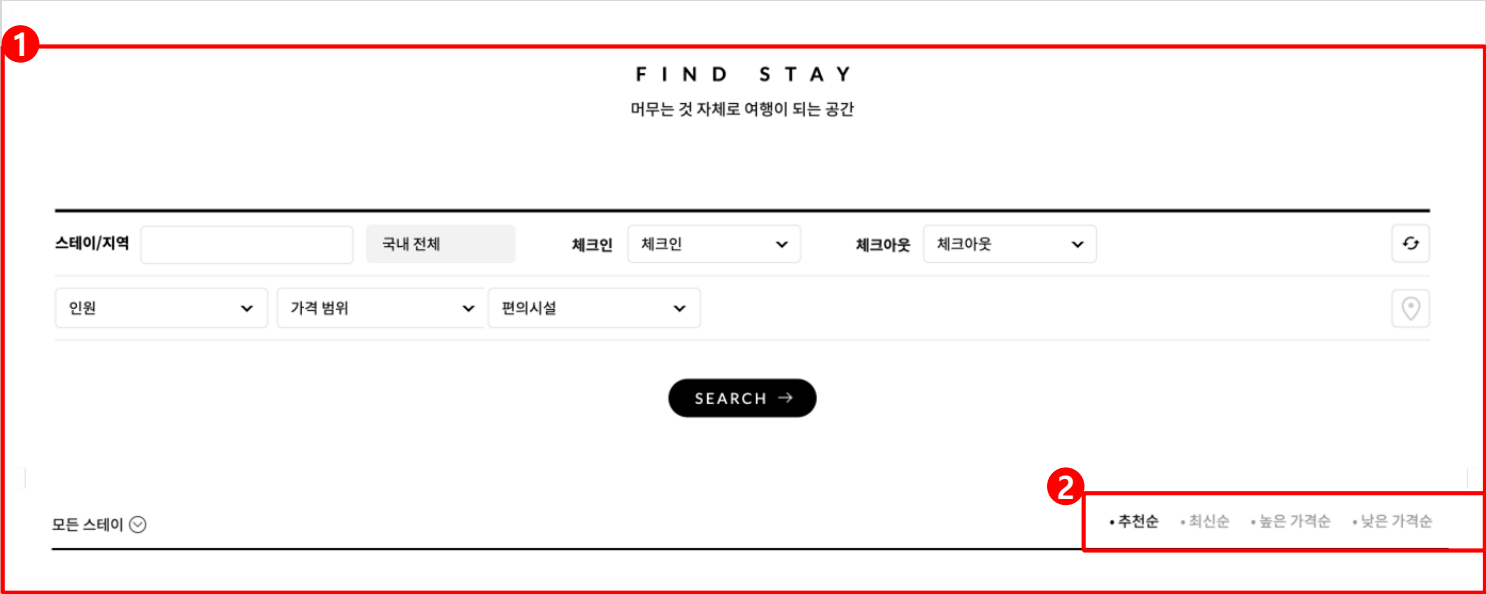 1
FIND STAY
머무는 것 자체로 여행이 되는 공간
스테이/지역 국내 전체 체크인 체크인 체크아웃 체크아웃
인원 가격 범위 편의시설
SEARCH →
2
모든 스테이 • 추천순 • 최신순 • 높은 가격순 • 낮은 가격순